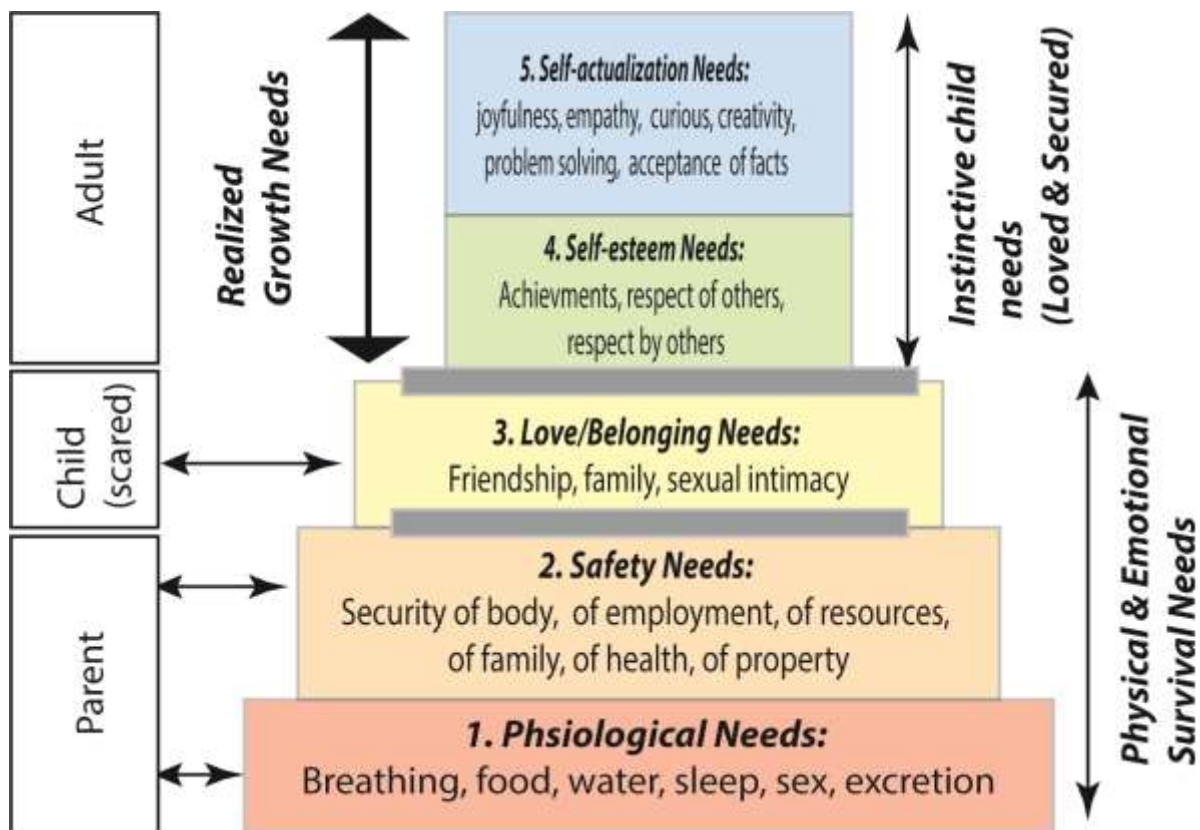 Adult
Realized
Growth Needs
5. Self-actualization Needs:
joyfulness, empathy, curious, creativity,
problem solving, acceptance of facts
4. Self-esteem Needs:
Achievments, respect of others,
respect by others
Instinctive child
needs
(Loved & Secured)
Child
(scared)
3. Love/Belonging Needs:
Friendship, family, sexual intimacy
Parent
2. Safety Needs:
Security of body, of employment, of resources,
of family, of health, of property
1. Phsiological Needs:
Breathing, food, water, sleep, sex, excretion
Physical & Emotional
Survival Needs